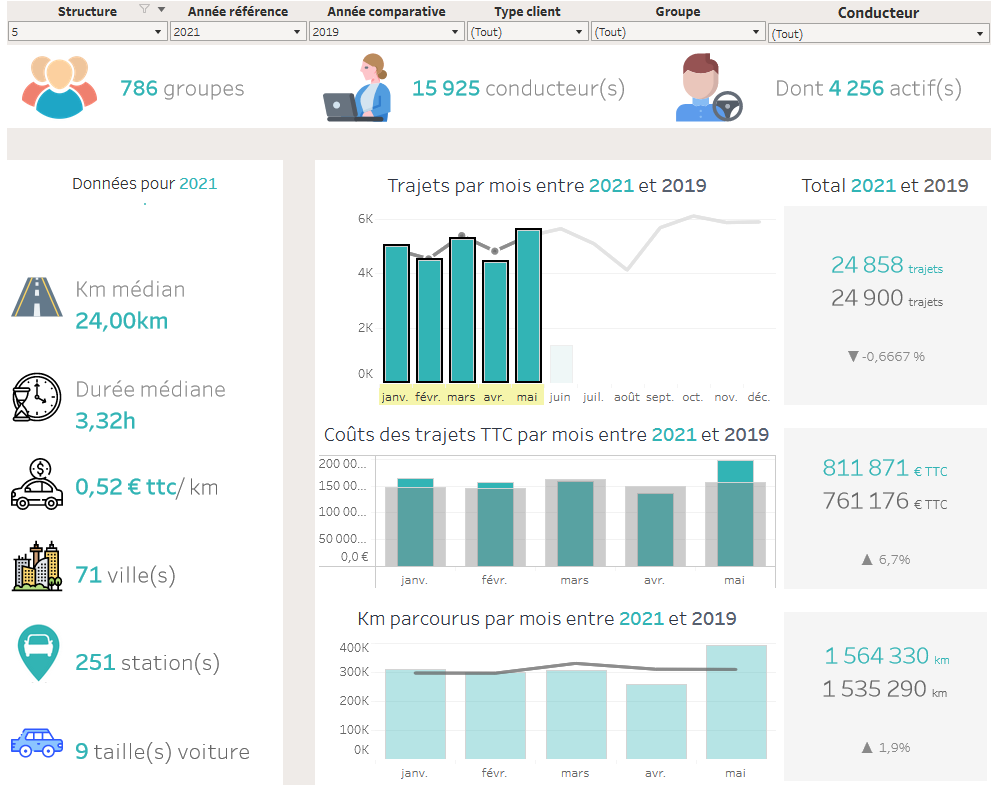 Structure Année référence Année comparative Type client Groupe Conducteur
5 2021 2019 (Tout) (Tout) (Tout)
786 groupes 15 925 conducteur(s) Dont 4 256 actif(s)
Données pour 2021
Km médian
24,00km
Durée médiane
3,32h
0,52 € ttc/ km
71 ville(s)
251 station(s)
9 taille(s) voiture
Trajets par mois entre 2021 et 2019
6K
4K
2K
0K
janv. févr. mars avr. mai juin juil. août sept. oct. nov. déc.
Coûts des trajets TTC par mois entre 2021 et 2019
200 00...
150 00...
100 00...
50 000...
0,0 €
janv. févr. mars avr. mai
Km parcourus par mois entre 2021 et 2019
400K
300K
200K
100K
0K
janv. févr. mars avr. mai
Total 2021 et 2019
24 858 trajets
24 900 trajets
▼-0,6667 %
811 871 € TTC
761 176 € TTC
▲ 6,7%
1 564 330 km
1 535 290 km
▲ 1,9%